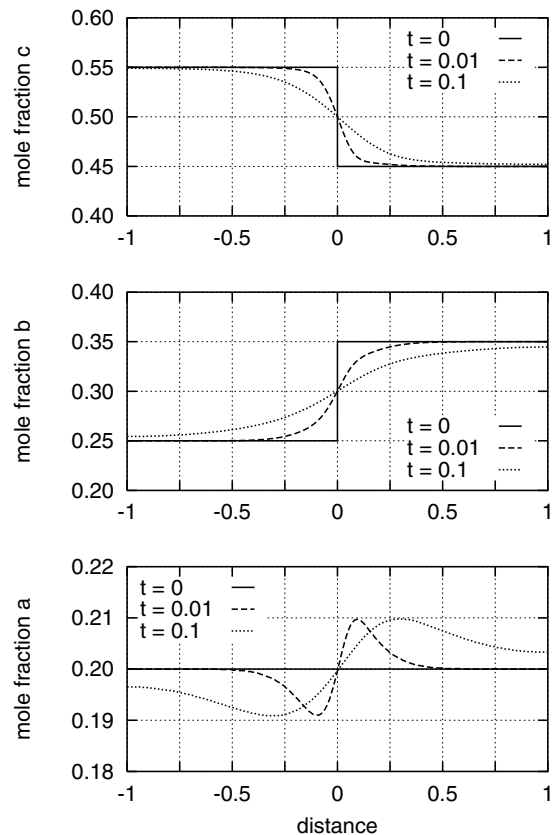 mole fraction c
0.60
0.55
0.50
0.45
0.40
t = 0
t = 0.01
t = 0.1
-1 -0.5 0 0.5 1
mole fraction b
0.40
0.35
0.30
0.25
0.20
t = 0
t = 0.01
t = 0.1
-1 -0.5 0 0.5 1
mole fraction a
0.22
0.21
0.20
0.19
0.18
t = 0
t = 0.01
t = 0.1
-1 -0.5 0 0.5 1
distance